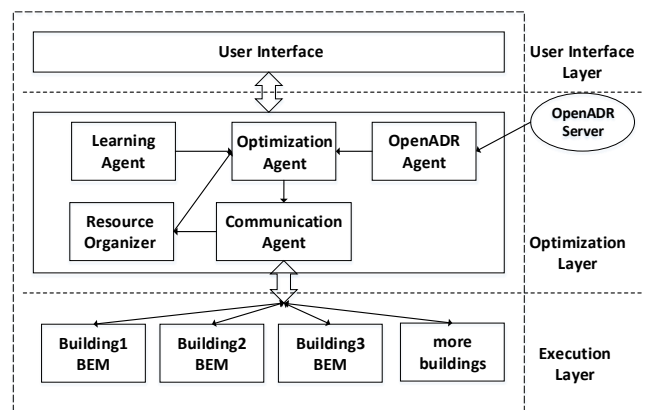 User Interface
User Interface
Layer
OpenADR
Server
Learning
Agent
Optimization
Agent
OpenADR
Agent
Resource
Organizer
Communication
Agent
Optimization
Layer
Building1
BEM
Building2
BEM
Building3
BEM
more
buildings
Execution
Layer